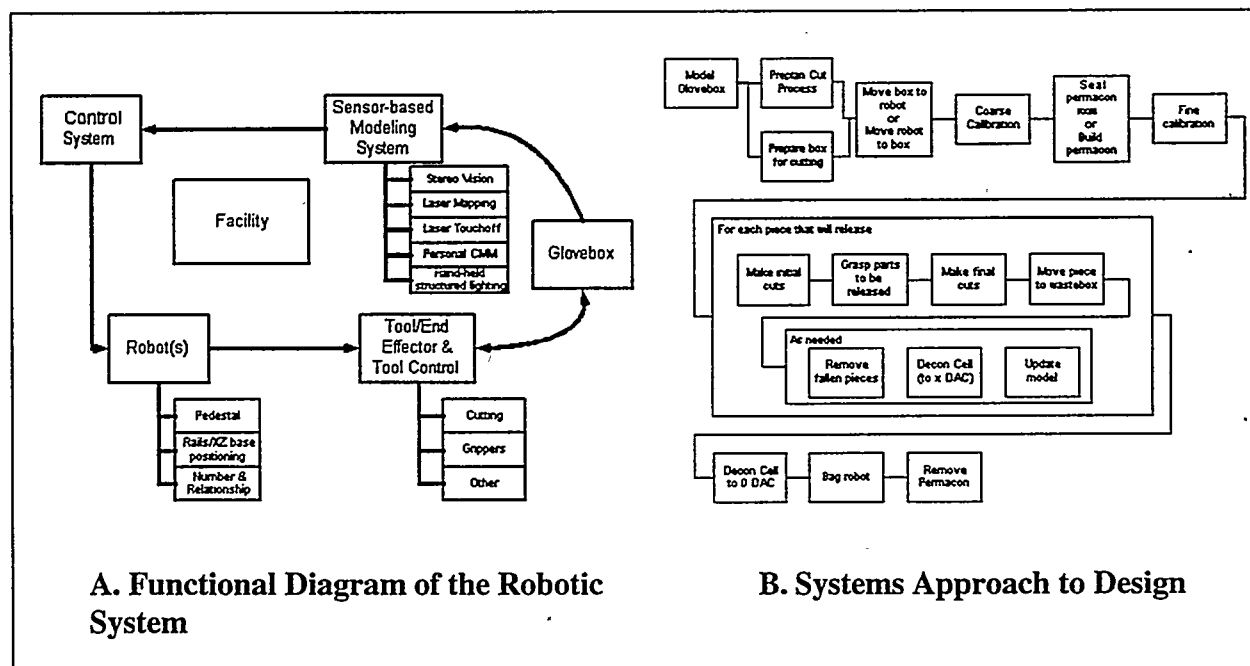 Control
System
Sensor-based
Modeling
System
Stereo Vision
Laser Mapping
Laser Touchoff
Personal CMM
Hand-held
structured lighting
Facility
Glovebox
Robot(s)
Pedestal
Rails/XZ base
positioning
Number &
Relationship
Tool/End
Effector &
Tool Control
Cutting
Grippers
Other
A. Functional Diagram of the Robotic
System
Model
Glovebox
Preplan Cut
Process
Prepare box
for cutting
Move box to
robot
or
Move robot
to box
Coarse
Calibration
Seal
permacon
or
Build
permacon
Fine
calibration
For each piece that will release
Make initial
cuts
Grasp parts
to be
released
Make final
cuts
Move piece
to wastebox
As needed
Remove
fallen pieces
Decon Cell
(to x DAC)
Update
model
Decon Cell
to 0 DAC
Bag robot
Remove
Permacon
B. Systems Approach to Design